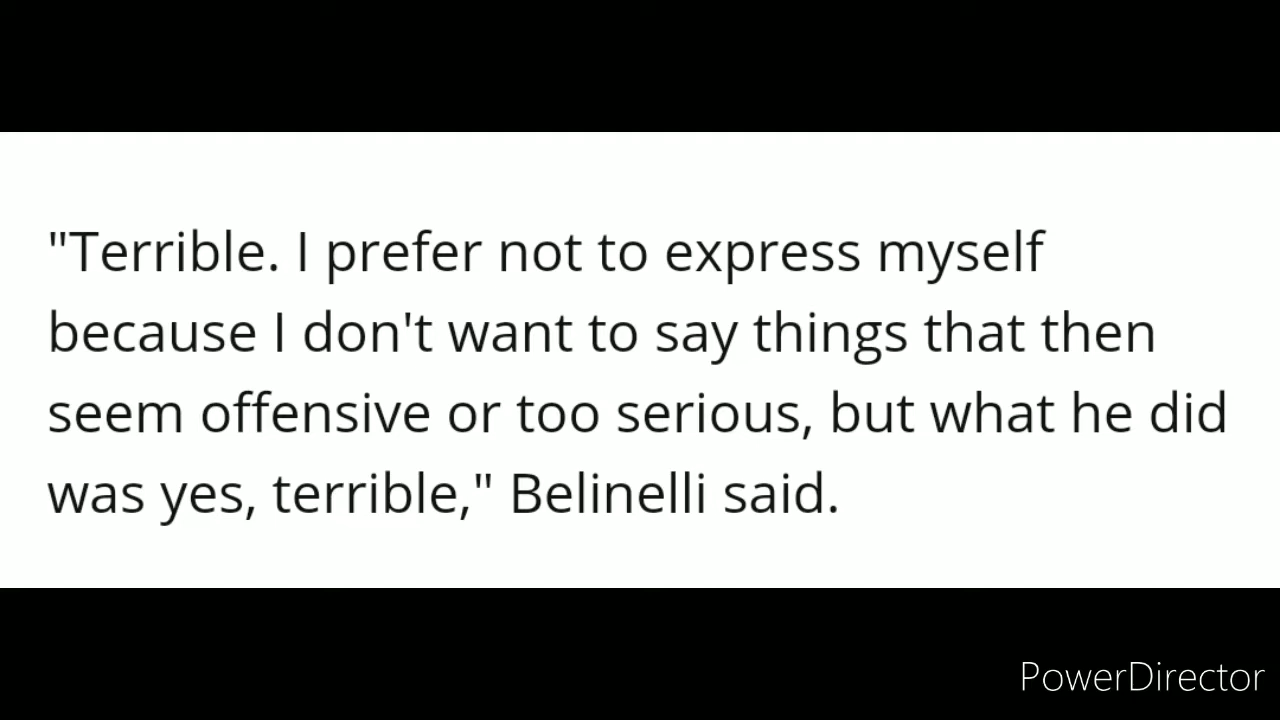 "Terrible. I prefer not to express myself
because I don't want to say things that then
seem offensive or too serious, but what he did
was yes, terrible," Belinelli said.
PowerDirector